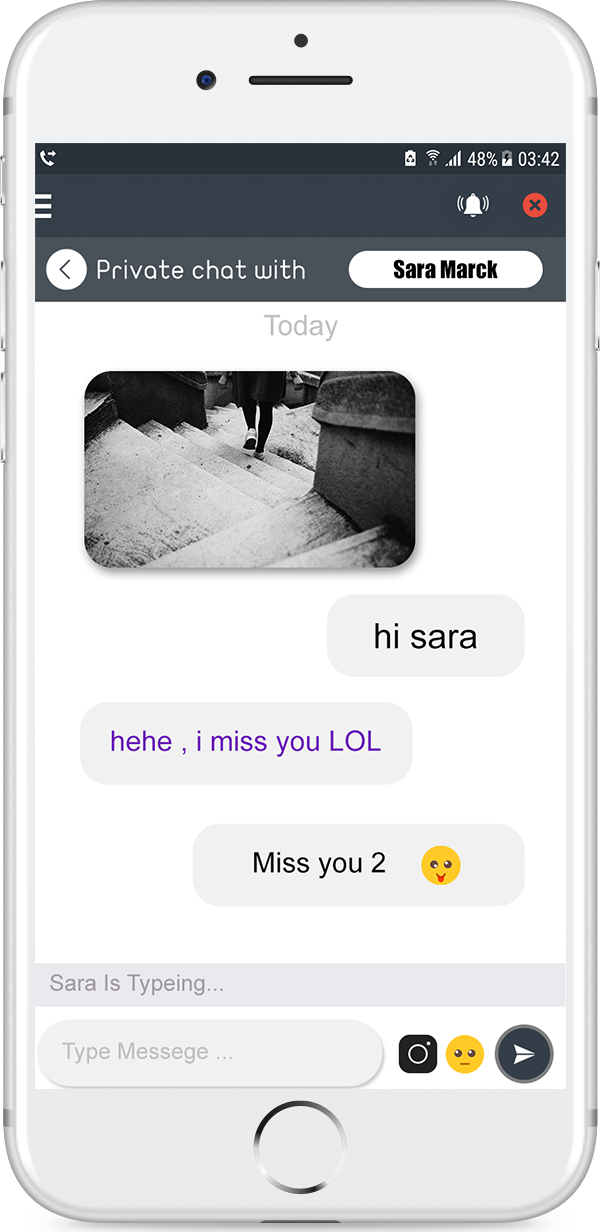 48% 03:42
Private chat with Sara Marck
Today
hi sara
hehe , i miss you LOL
Miss you 2
Sara Is Typeing...
Type Messege ...